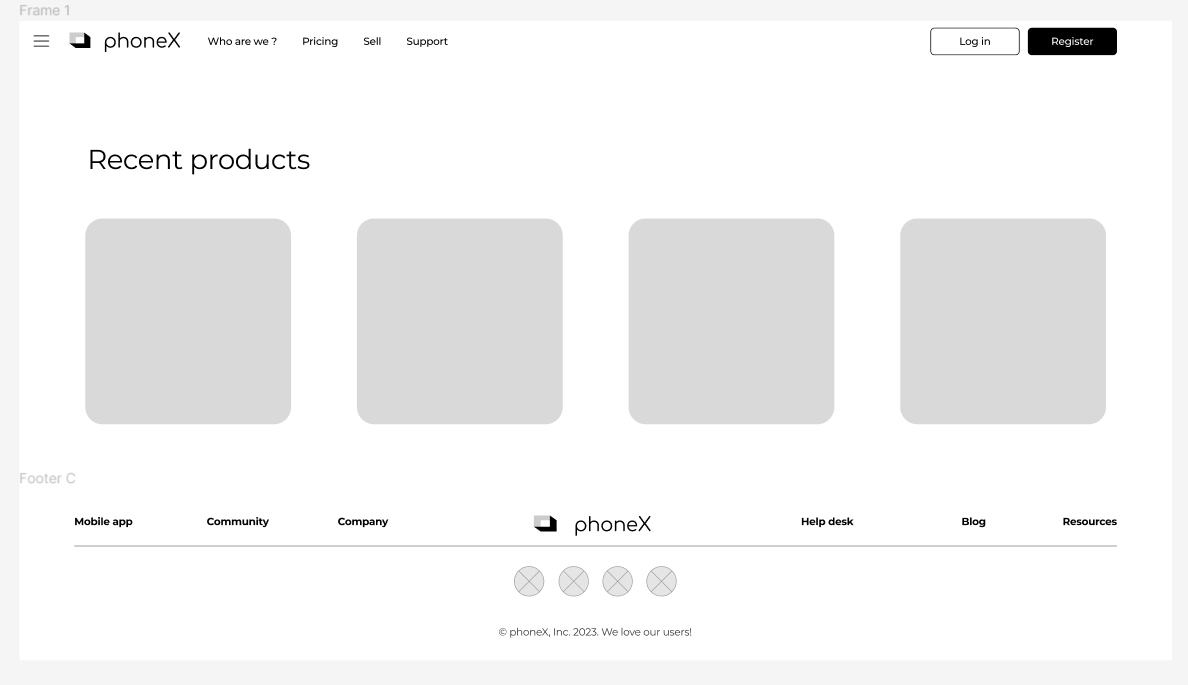 Frame 1
phoneX Who are we ? Pricing Sell Support Log in Register
Recent products
Footer C
Mobile app Community Company phoneX Help desk Blog Resources
© phoneX, Inc. 2023. We love our users!